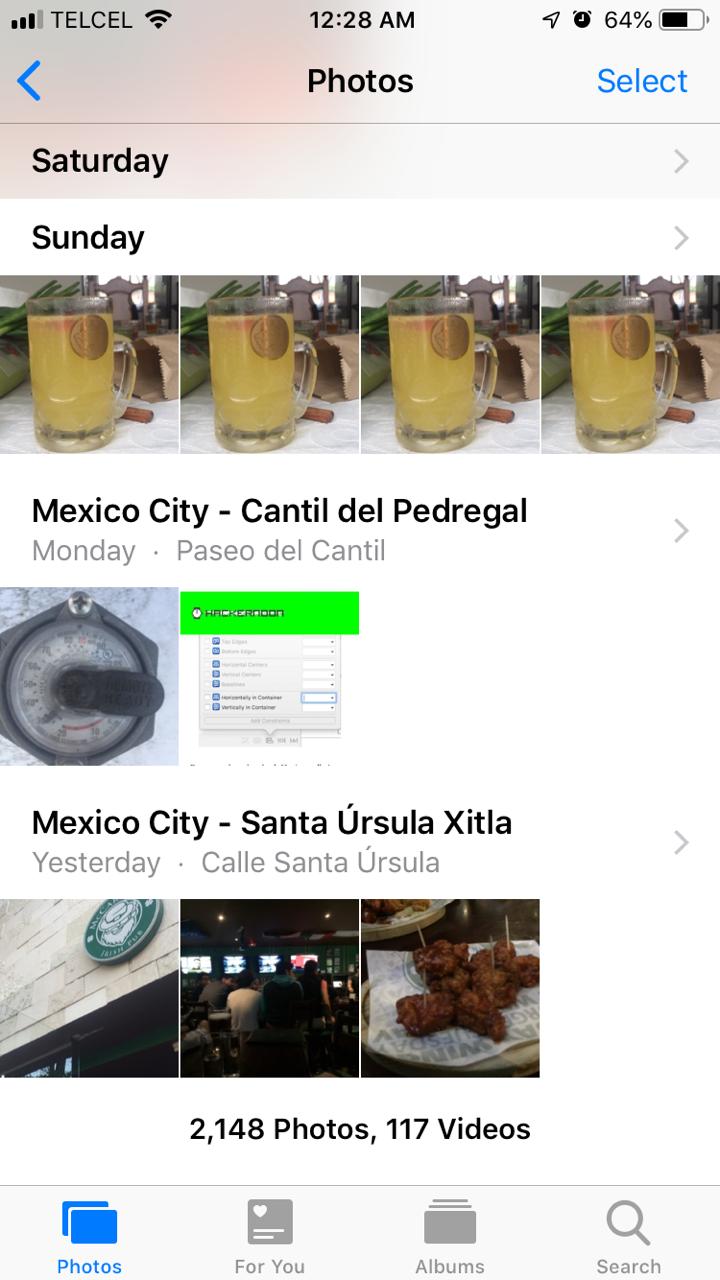 TELCEL 12:28 AM 64%
Photos Select
Saturday
Sunday
Mexico City - Cantil del Pedregal
Monday · Paseo del Cantil
HACKERNOON
Top Edges
Bottom Edges
Horizontal Centers
Vertical Centers
Baselines
Horizontally in Container
Vertically in Container
Add Constraints
Mexico City - Santa Úrsula Xitla
Yesterday · Calle Santa Úrsula
IRISH PUB
2,148 Photos, 117 Videos
Photos For You Albums Search